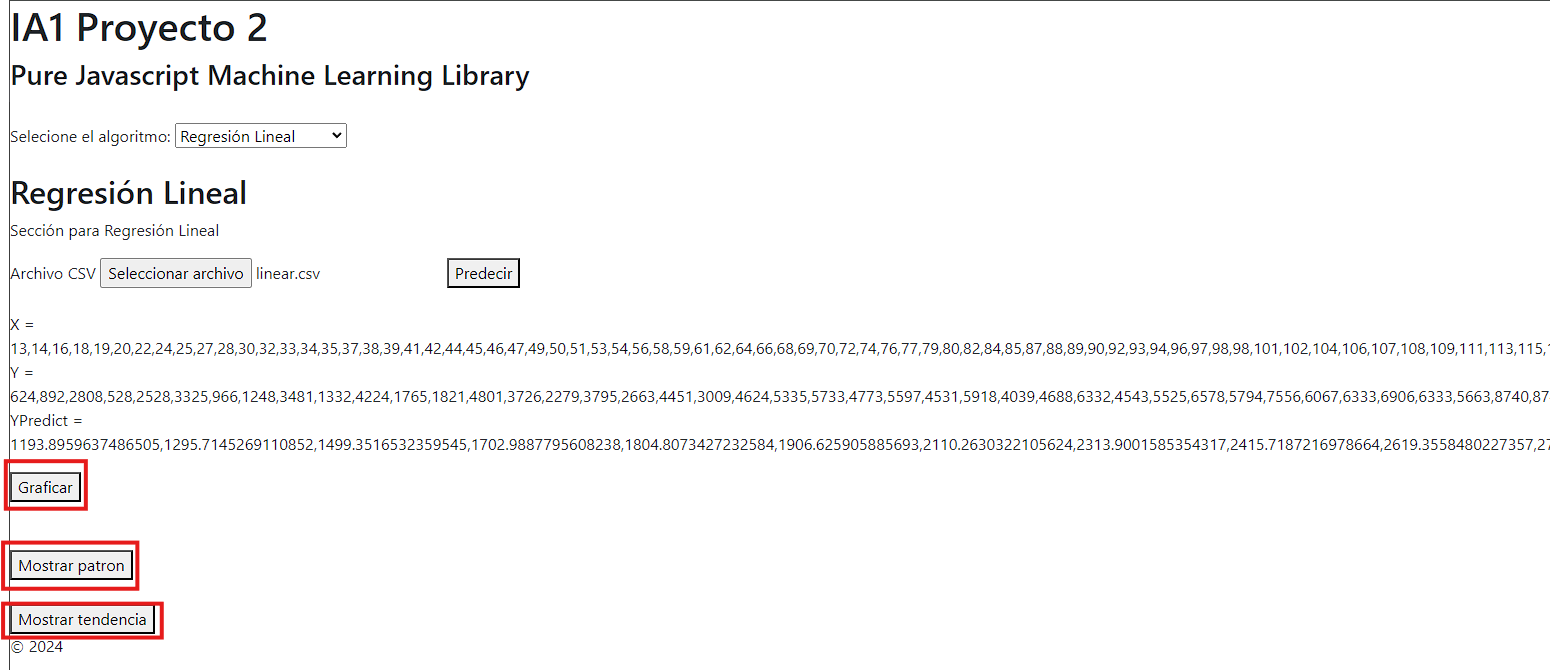 IA1 Proyecto 2
Pure Javascript Machine Learning Library
Selecione el algoritmo: Regresión Lineal
Regresión Lineal
Sección para Regresión Lineal
Archivo CSV Seleccionar archivo linear.csv Predecir
X =
13,14,16,18,19,20,22,24,25,27,28,30,32,33,34,35,37,38,39,41,42,44,45,46,47,49,50,51,53,54,56,58,59,61,62,64,66,68,69,70,72,74,76,77,79,80,82,84,85,87,88,89,90,92,93,94,96,97,98,98,101,102,104,106,107,108,109,111,113,115,1
Y =
624,892,2808,528,2528,3325,966,1248,3481,1332,4224,1765,1821,4801,3726,2279,3795,2663,4451,3009,4624,5335,5733,4773,5597,4531,5918,4039,4688,6332,4543,5525,6578,5794,7556,6067,6333,6906,6333,5663,8740,87
YPredict =
1193.8959637486505,1295.7145269110852,1499.3516532359545,1702.9887795608238,1804.8073427232584,1906.625905885693,2110.2630322105624,2313.9001585354317,2415.7187216978664,2619.3558480227357,27
Graficar
Mostrar patron
Mostrar tendencia
© 2024